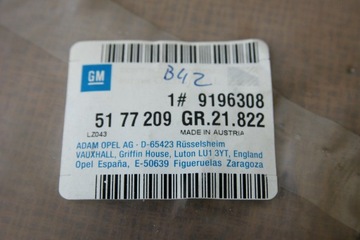 GM
B42
1# 9196308
51 77 209 GR.21.822
LZ043 MADE IN AUSTRIA
ADAM OPEL AG - D-65423 Rüsselsheim
VAUXHALL, Griffin House, Luton LU1 3YT, England
Opel España, E-50639 Figueruelas Zaragoza